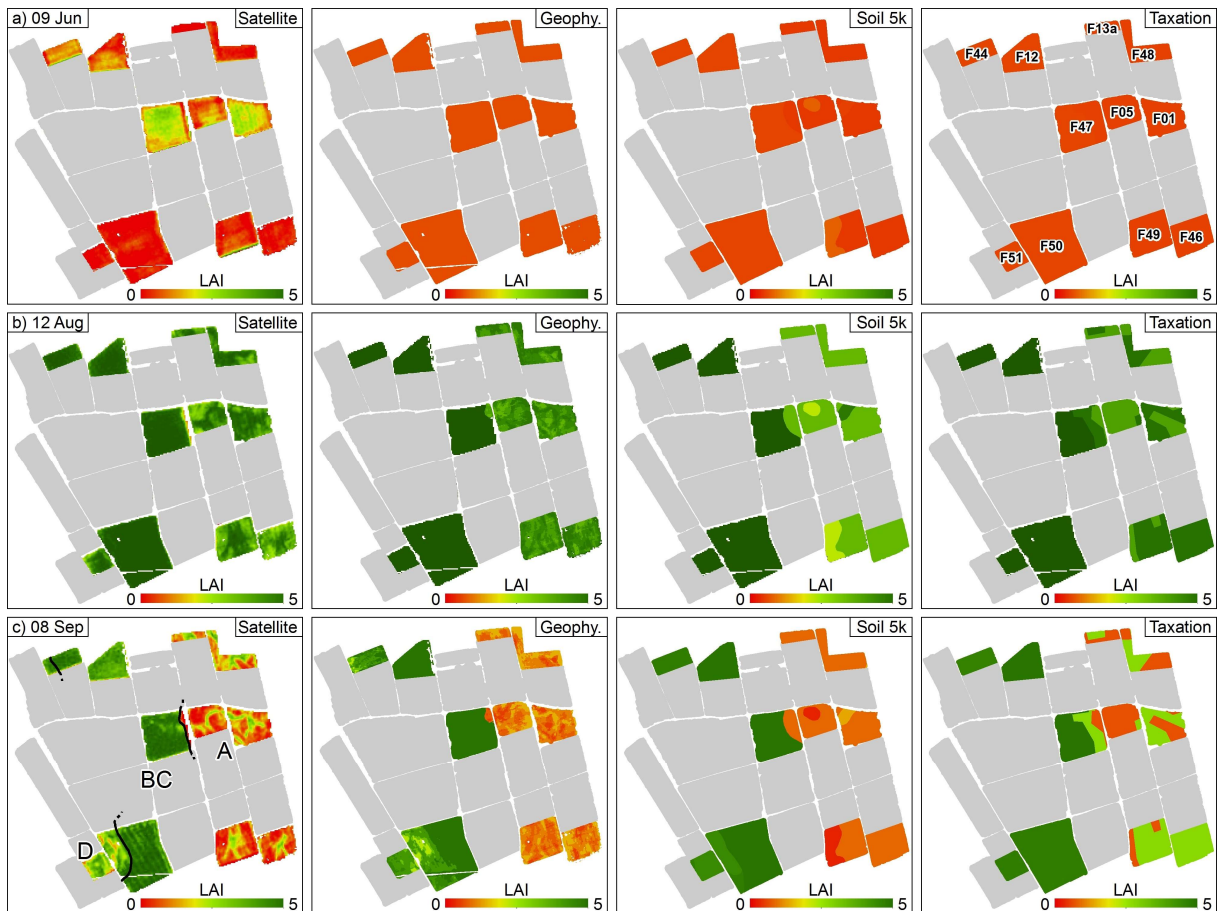 a) 09 Jun
Satellite
Geophy.
Soil 5k
Taxation
F44
F12
F13a
F48
F47
F05
F01
F50
F51
F49
F46
LAI
0
5
LAI
0
5
LAI
0
5
LAI
0
5
b) 12 Aug
Satellite
Geophy.
Soil 5k
Taxation
LAI
0
5
LAI
0
5
LAI
0
5
LAI
0
5
c) 08 Sep
Satellite
Geophy.
Soil 5k
Taxation
A
BC
D
LAI
0
5
LAI
0
5
LAI
0
5
LAI
0
5